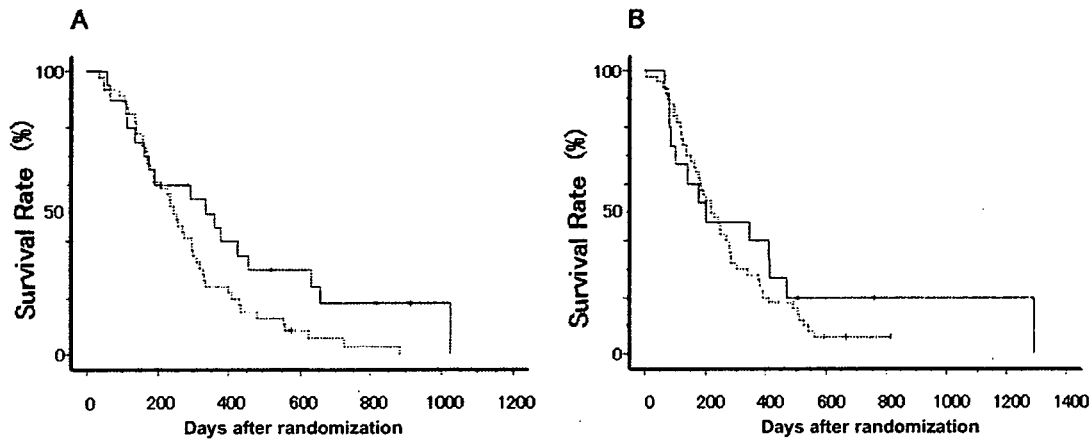 A
100
50
0
Survival Rate (%)
0 200 400 600 800 1000 1200
Days after randomization
B
100
50
0
Survival Rate (%)
0 200 400 600 800 1000 1200 1400
Days after randomization